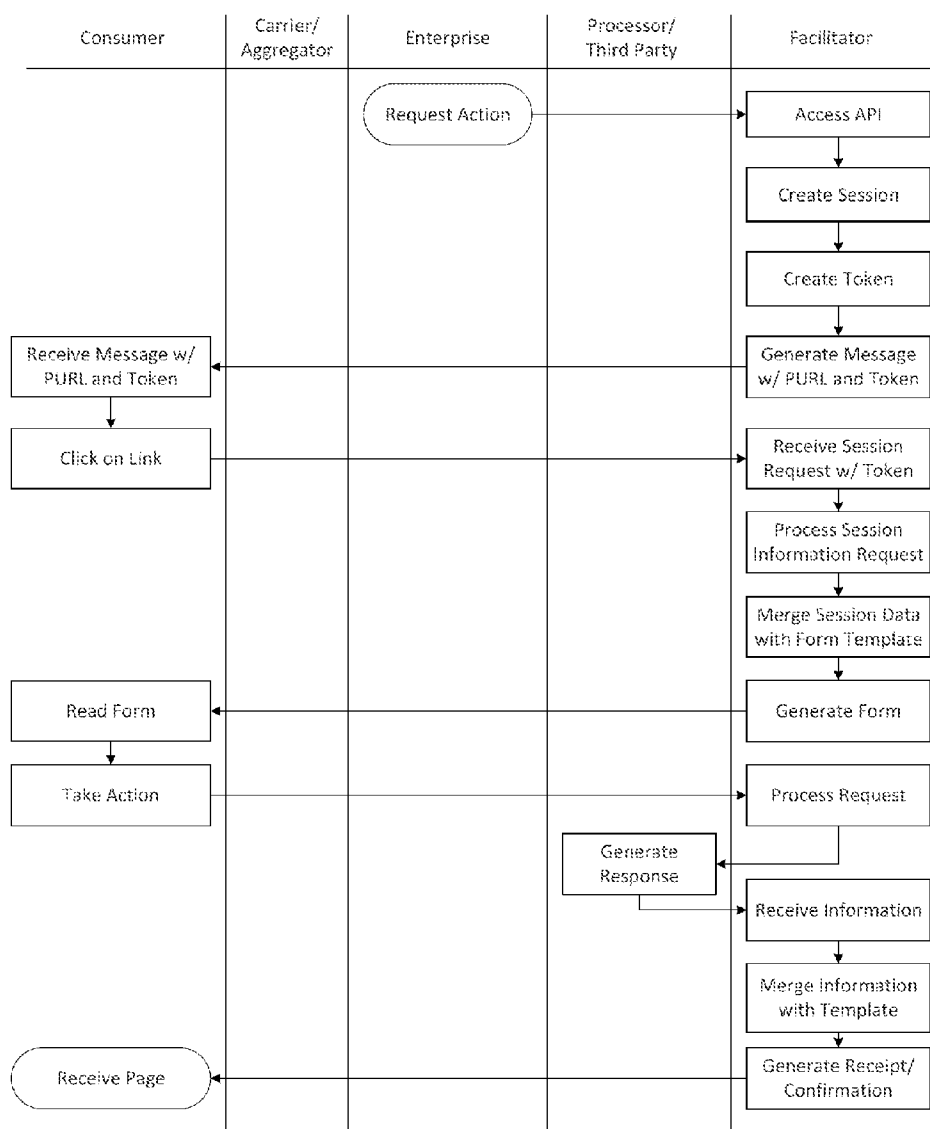 Consumer
Carrier/
Aggregator
Enterprise
Processor/
Third Party
Facilitator
Request Action
Access API
Create Session
Create Token
Receive Message w/
PURL and Token
Generate Message
w/ PURL and Token
Click on Link
Receive Session
Request w/ Token
Process Session
Information Request
Merge Session Data
with Form Template
Read Form
Generate Form
Take Action
Process Request
Generate
Response
Receive Information
Merge Information
with Template
Receive Page
Generate Receipt/
Confirmation